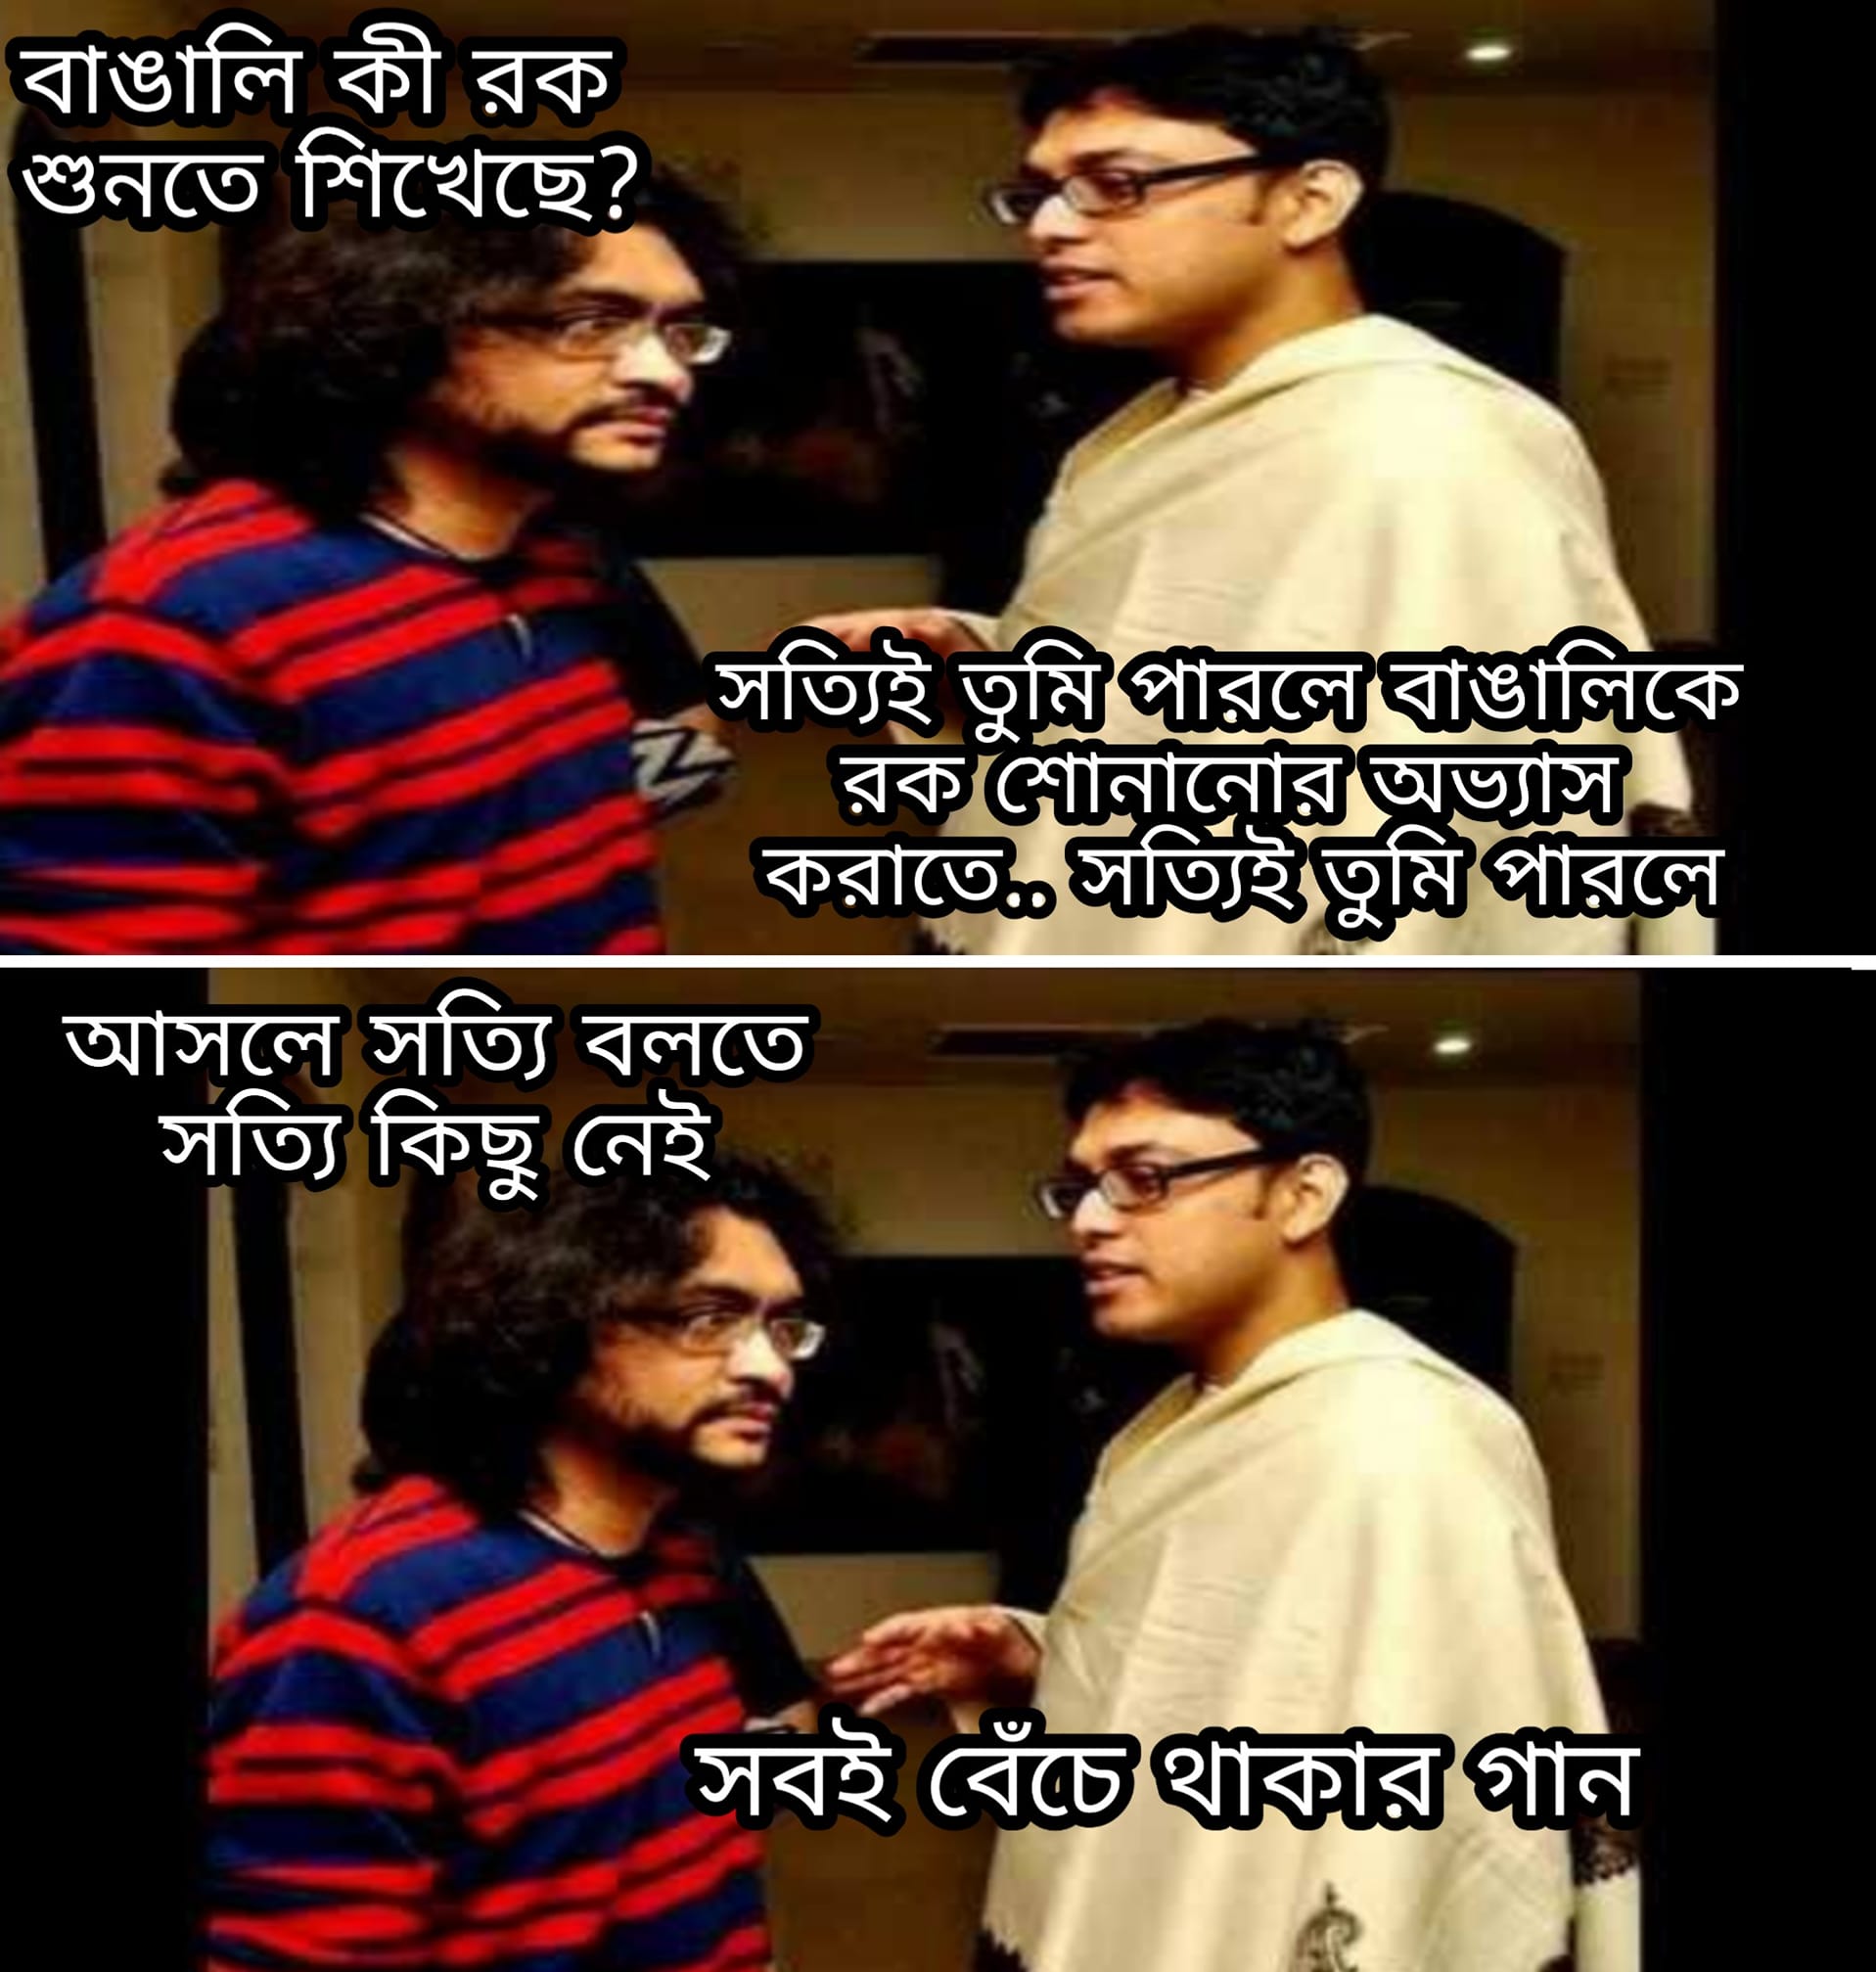 বাঙালি কী রক
শুনতে শিখেছে?
সত্যিই তুমি পারলে বাঙালিকে
রক শোনানোর অভ্যাস
করাতে.. সত্যিই তুমি পারলে
আসলে সত্যি বলতে
সত্যি কিছু নেই
সবই বেঁচে থাকার গান